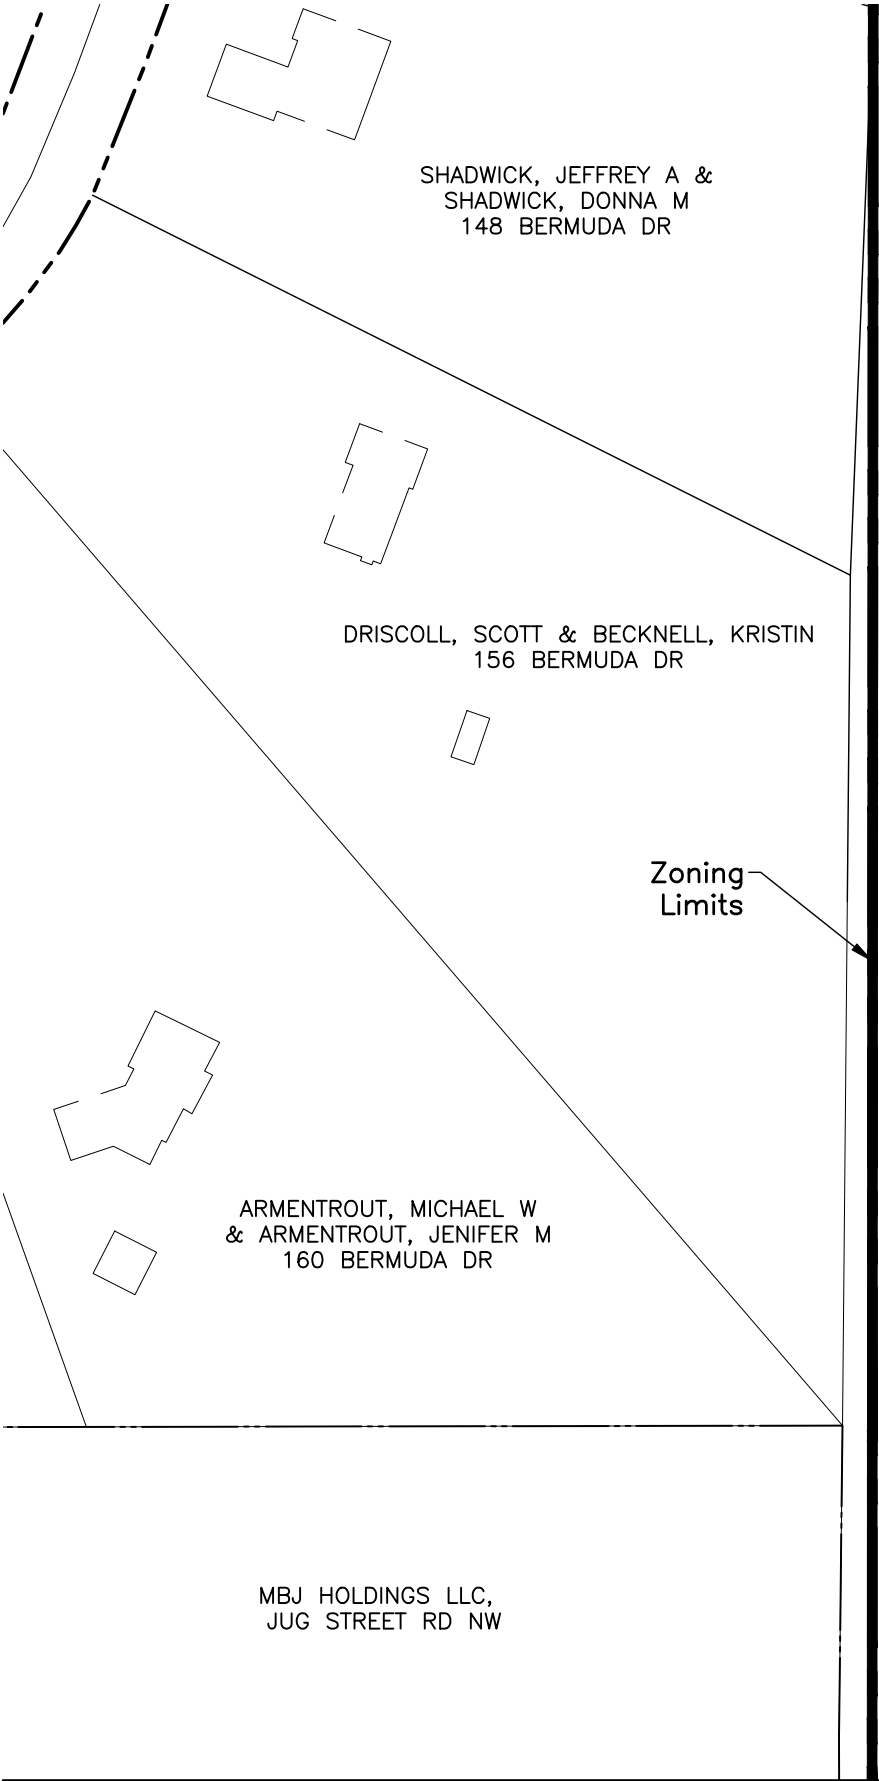 SHADWICK, JEFFREY A &
SHADWICK, DONNA M
148 BERMUDA DR
DRISCOLL, SCOTT & BECKNELL, KRISTIN
156 BERMUDA DR
Zoning
Limits
ARMENTROUT, MICHAEL W
& ARMENTROUT, JENIFER M
160 BERMUDA DR
MBJ HOLDINGS LLC,
JUG STREET RD NW